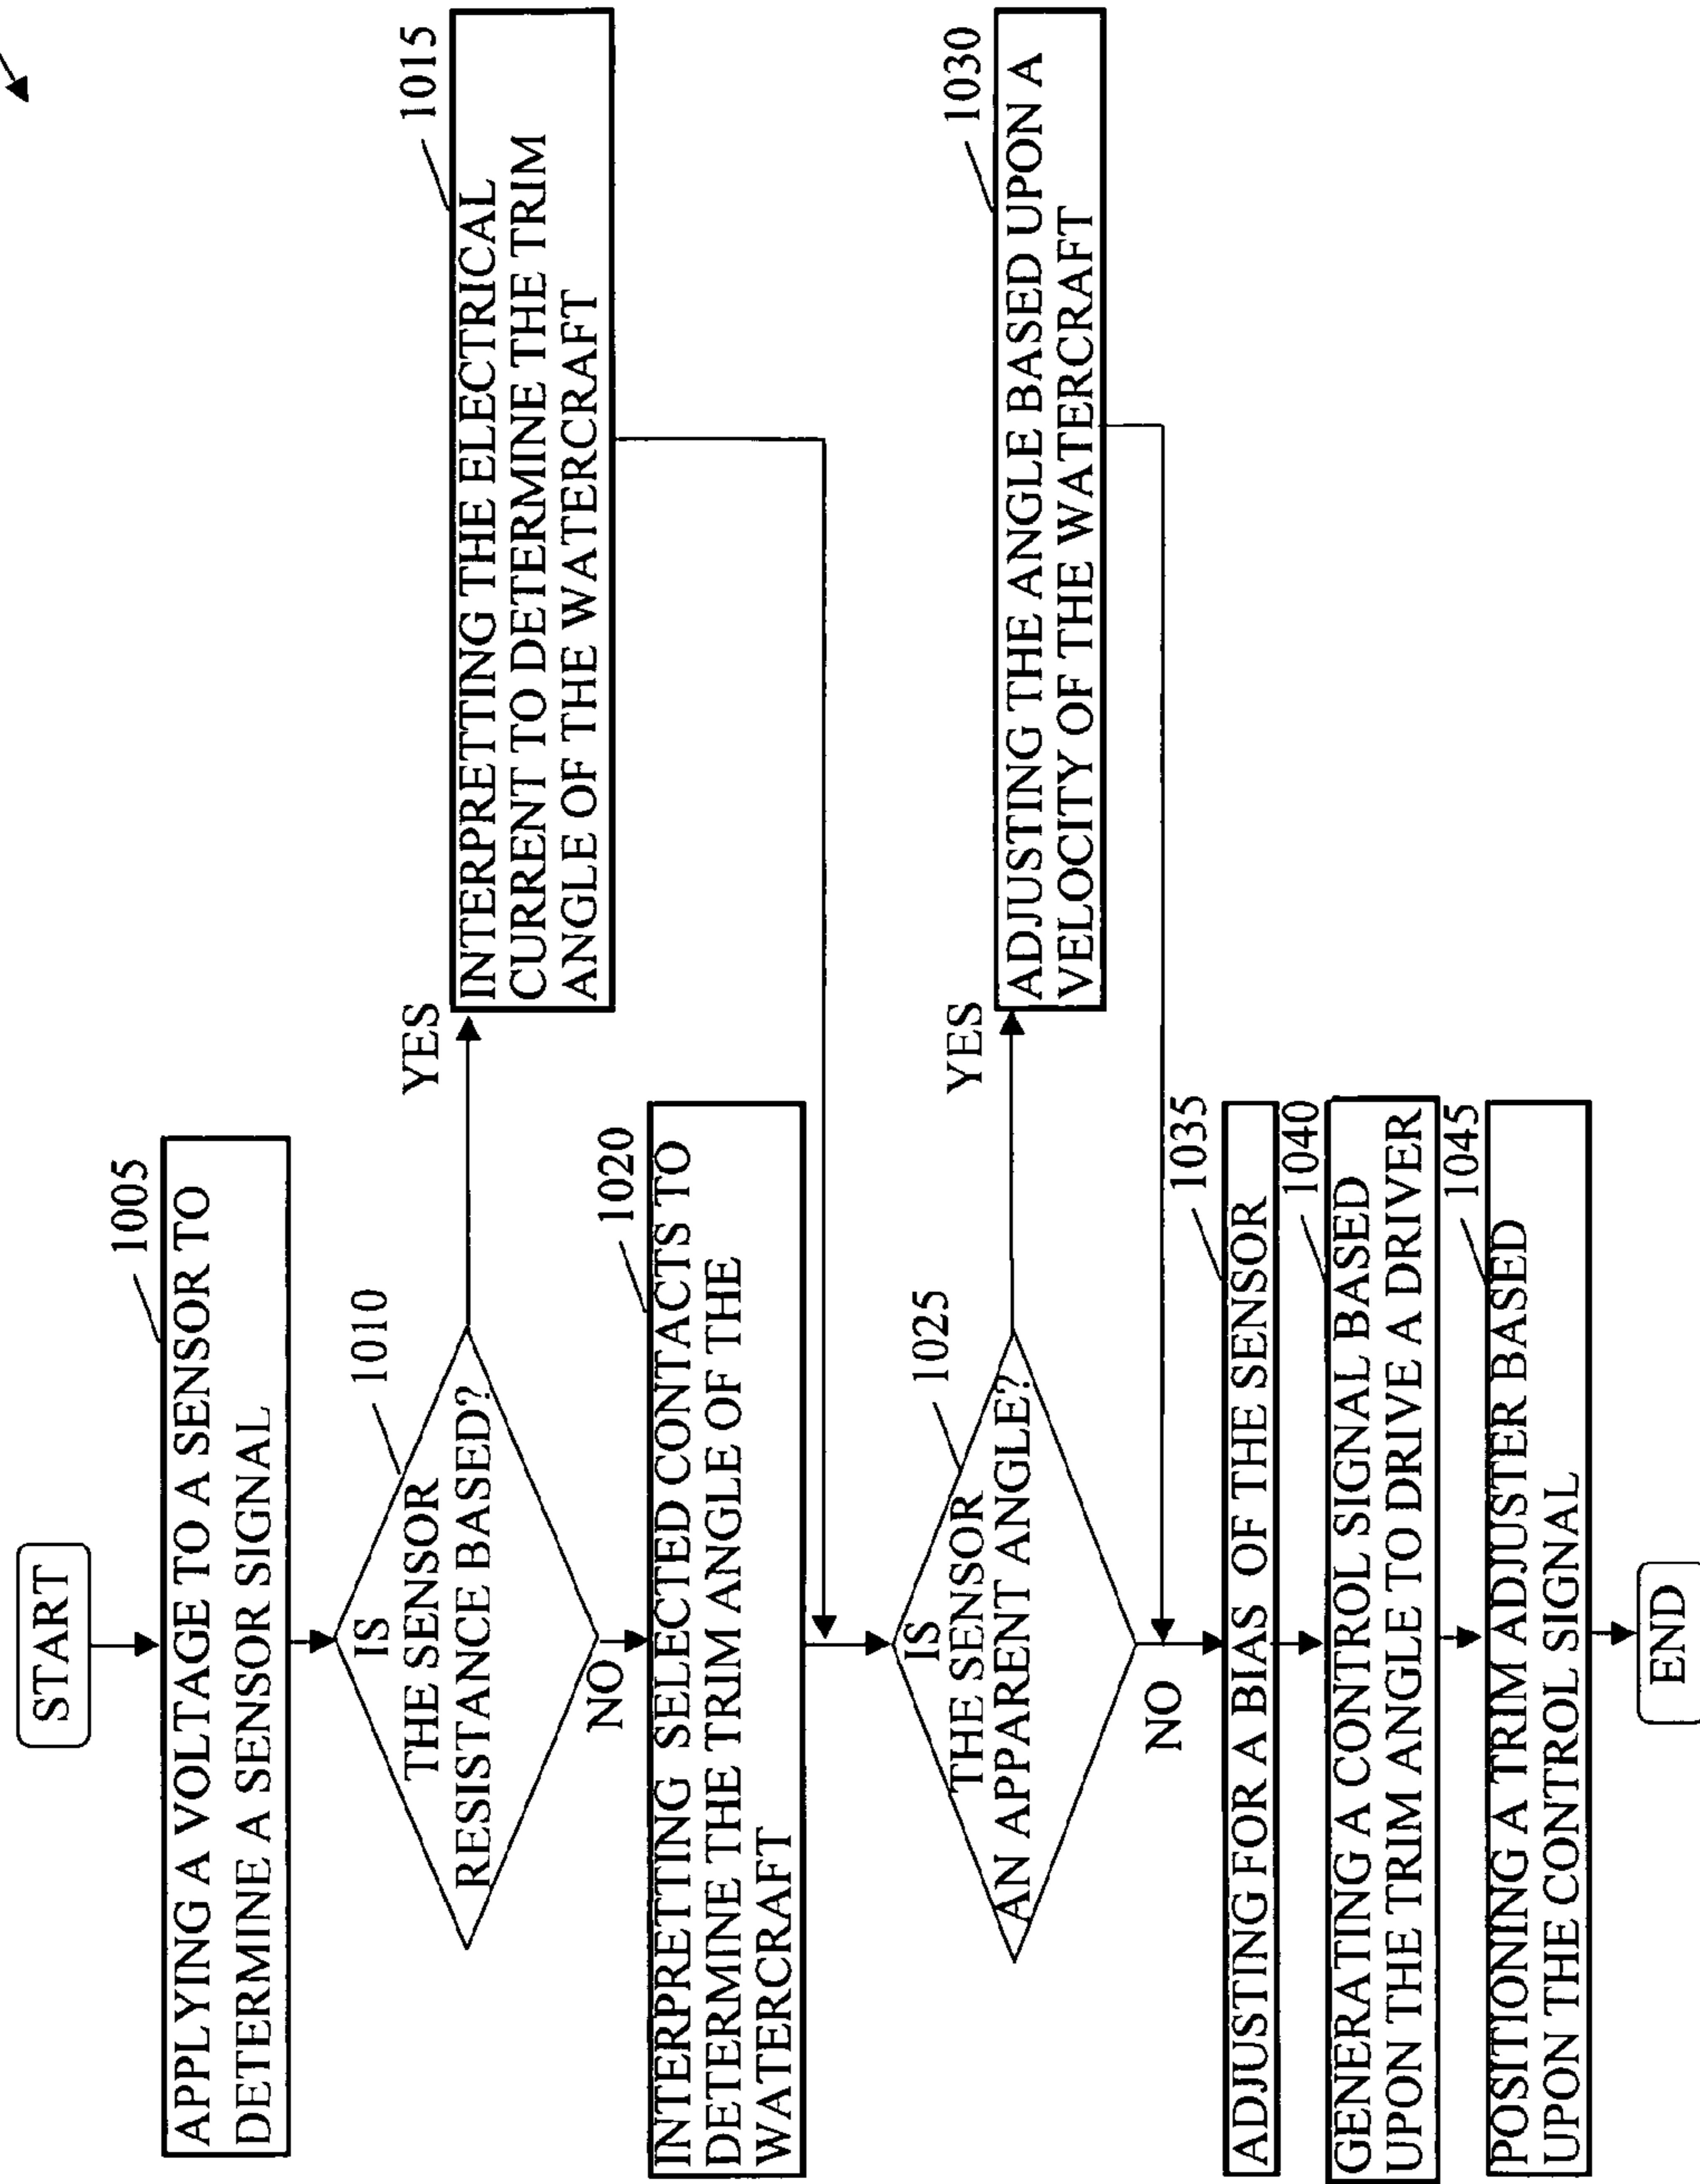 START
1005
APPLYING A VOLTAGE TO A SENSOR TO
DETERMINE A SENSOR SIGNAL
1010
IS
THE SENSOR
RESISTANCE BASED?
YES
1015
INTERPRETTING THE ELECTRICAL
CURRENT TO DETERMINE THE TRIM
ANGLE OF THE WATERCRAFT
NO
1020
INTERPRETTING SELECTED CONTACTS TO
DETERMINE THE TRIM ANGLE OF THE
WATERCRAFT
1025
IS
THE SENSOR
AN APPARENT ANGLE?
YES
1030
ADJUSTING THE ANGLE BASED UPON A
VELOCITY OF THE WATERCRAFT
NO
1035
ADJUSTING FOR A BIAS OF THE SENSOR
1040
GENERATING A CONTROL SIGNAL BASED
UPON THE TRIM ANGLE TO DRIVE A DRIVER
1045
POSITIONING A TRIM ADJUSTER BASED
UPON THE CONTROL SIGNAL
END